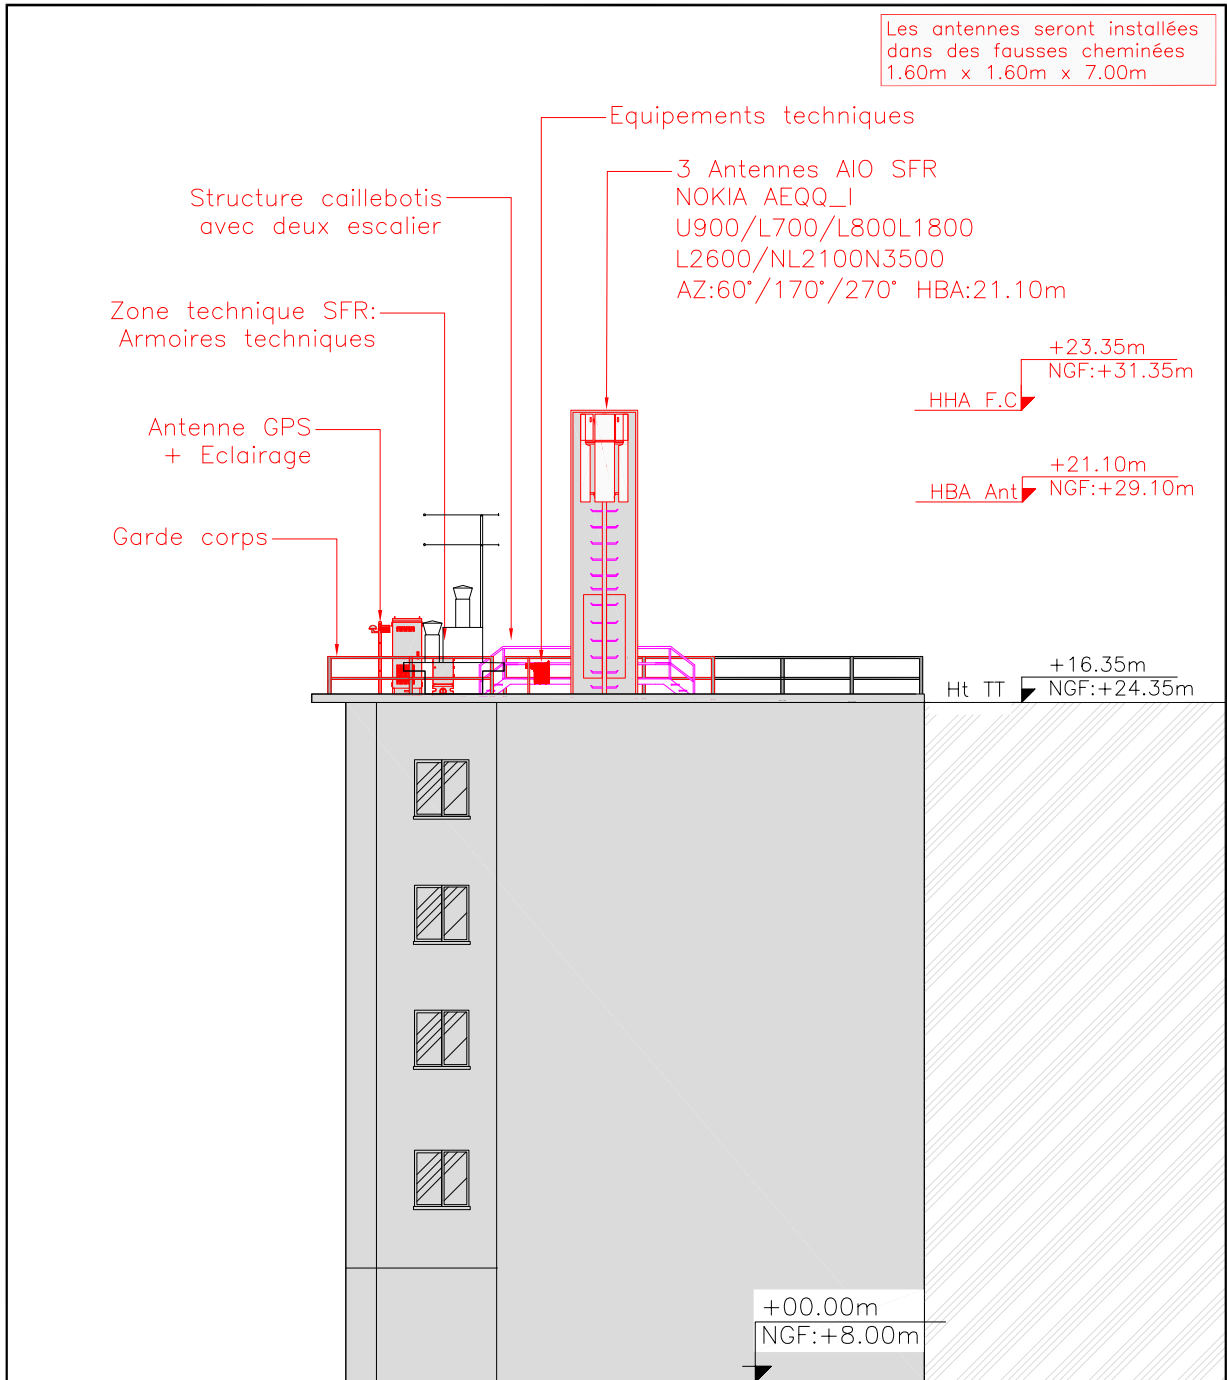 Les antennes seront installées
dans des fausses cheminées
1.60m x 1.60m x 7.00m
Equipements techniques
3 Antennes AIO SFR
NOKIA AEQQ_I
U900/L700/L800L1800
L2600/NL2100N3500
AZ:60°/170°/270° HBA:21.10m
Structure caillebotis
avec deux escalier
Zone technique SFR:
Armoires techniques
Antenne GPS
+ Eclairage
Garde corps
+23.35m
NGF:+31.35m
HHA F.C
+21.10m
NGF:+29.10m
HBA Ant
+16.35m
NGF:+24.35m
Ht TT
+00.00m
NGF:+8.00m